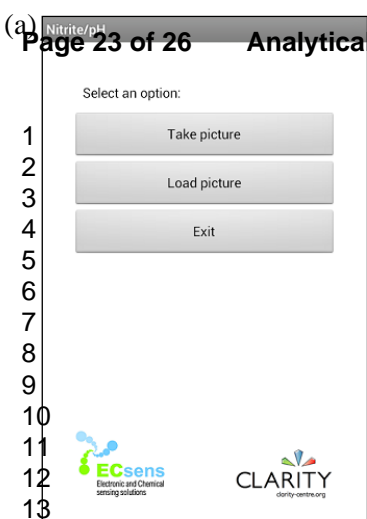 (a)
Nitrite/pH
Page 23 of 26 Analytica
Select an option:
1
Take picture
2
Load picture
3
4
Exit
5
6
7
8
9
10
11
ECsens
12
Electronic and Chemical
sensing solutions
CLARITY
clarity-centre.org
13